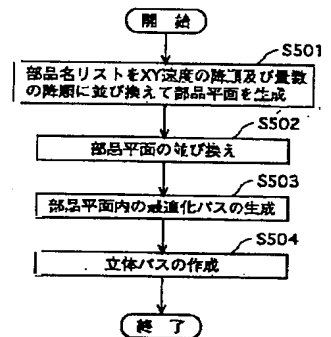 開始
S501
部品名リストをXY速度の降順及び員数
の降順に並び換えて部品平面を生成
S502
部品平面の並び換え
S503
部品平面内の最適化パスの生成
S504
立体パスの作成
終了